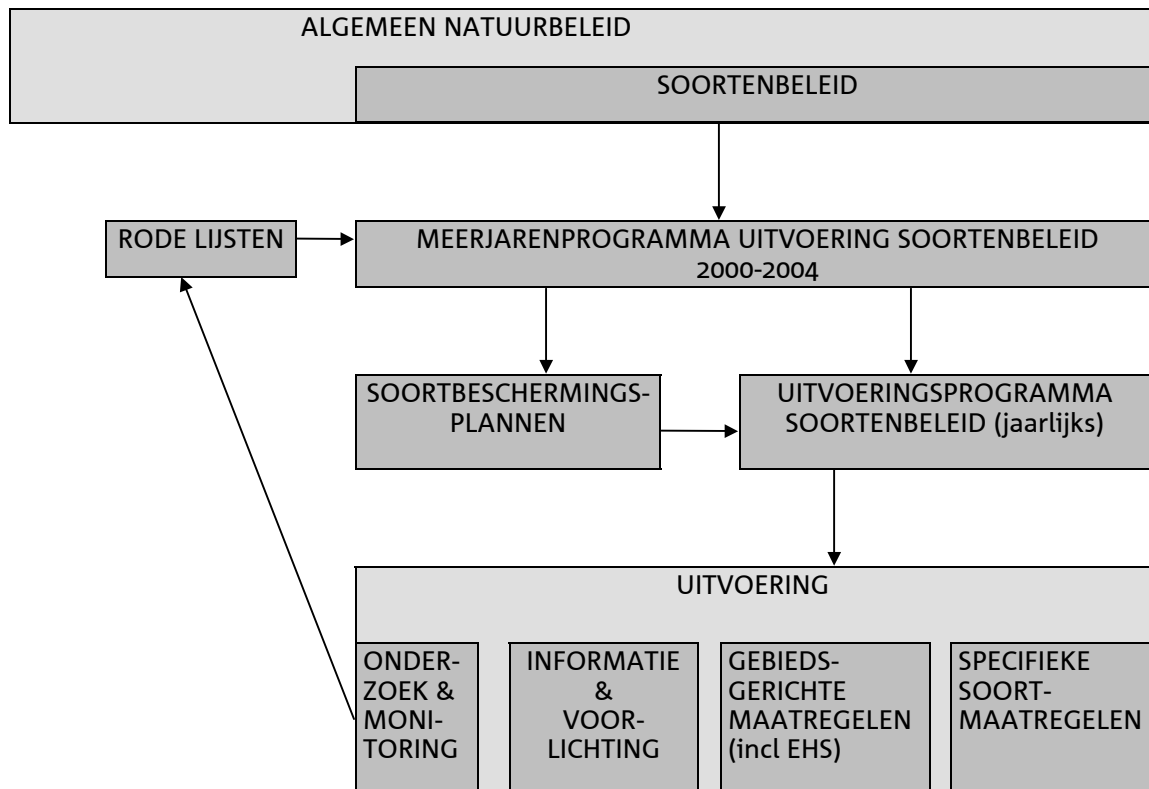 ALGEMEEN NATUURBELEID
SOORTENBELEID
RODE LIJSTEN
MEERJARENPROGRAMMA UITVOERING SOORTENBELEID
2000-2004
SOORTBESCHERMINGS-
PLANNEN
UITVOERINGSPROGRAMMA
SOORTENBELEID (jaarlijks)
UITVOERING
ONDER-
ZOEK &
MONI-
TORING
INFORMATIE
&
VOOR-
LICHTING
GEBIEDS-
GERICHTE
MAATREGELEN
(incl EHS)
SPECIFIEKE
SOORT-
MAATREGELEN